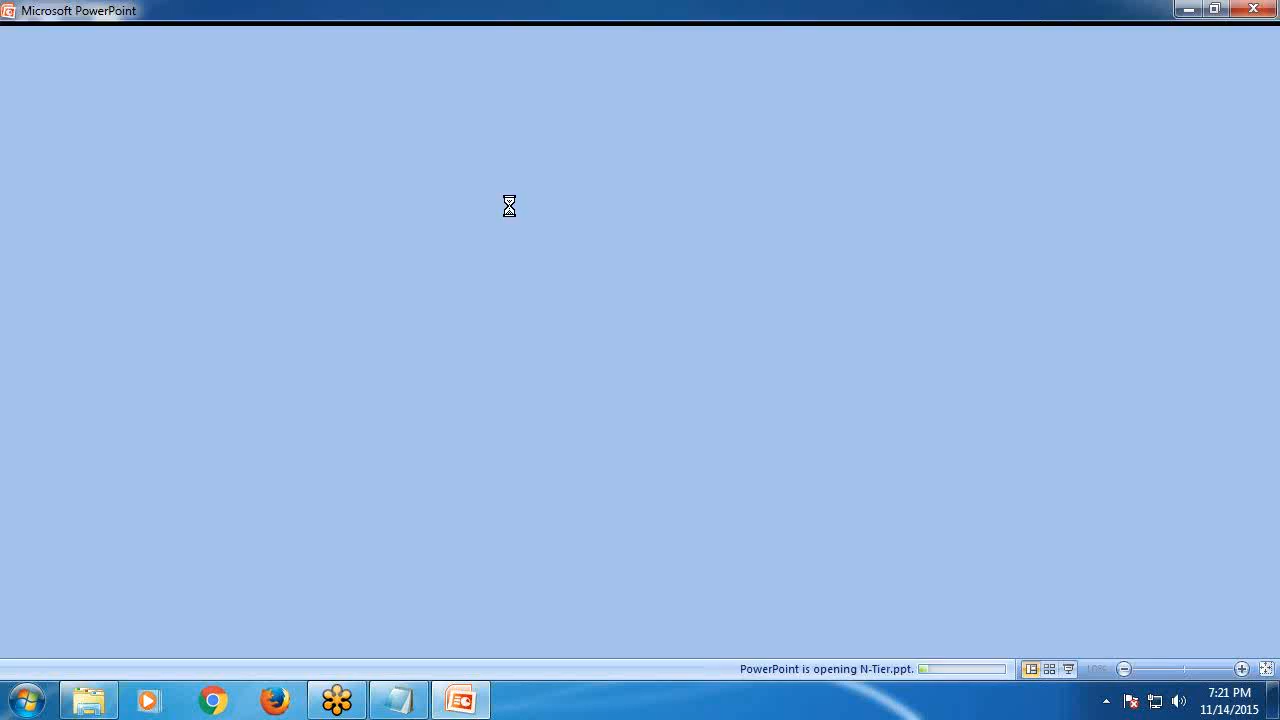 Microsoft PowerPoint
PowerPoint is opening N-Tier.ppt.
7:21 PM
11/14/2015